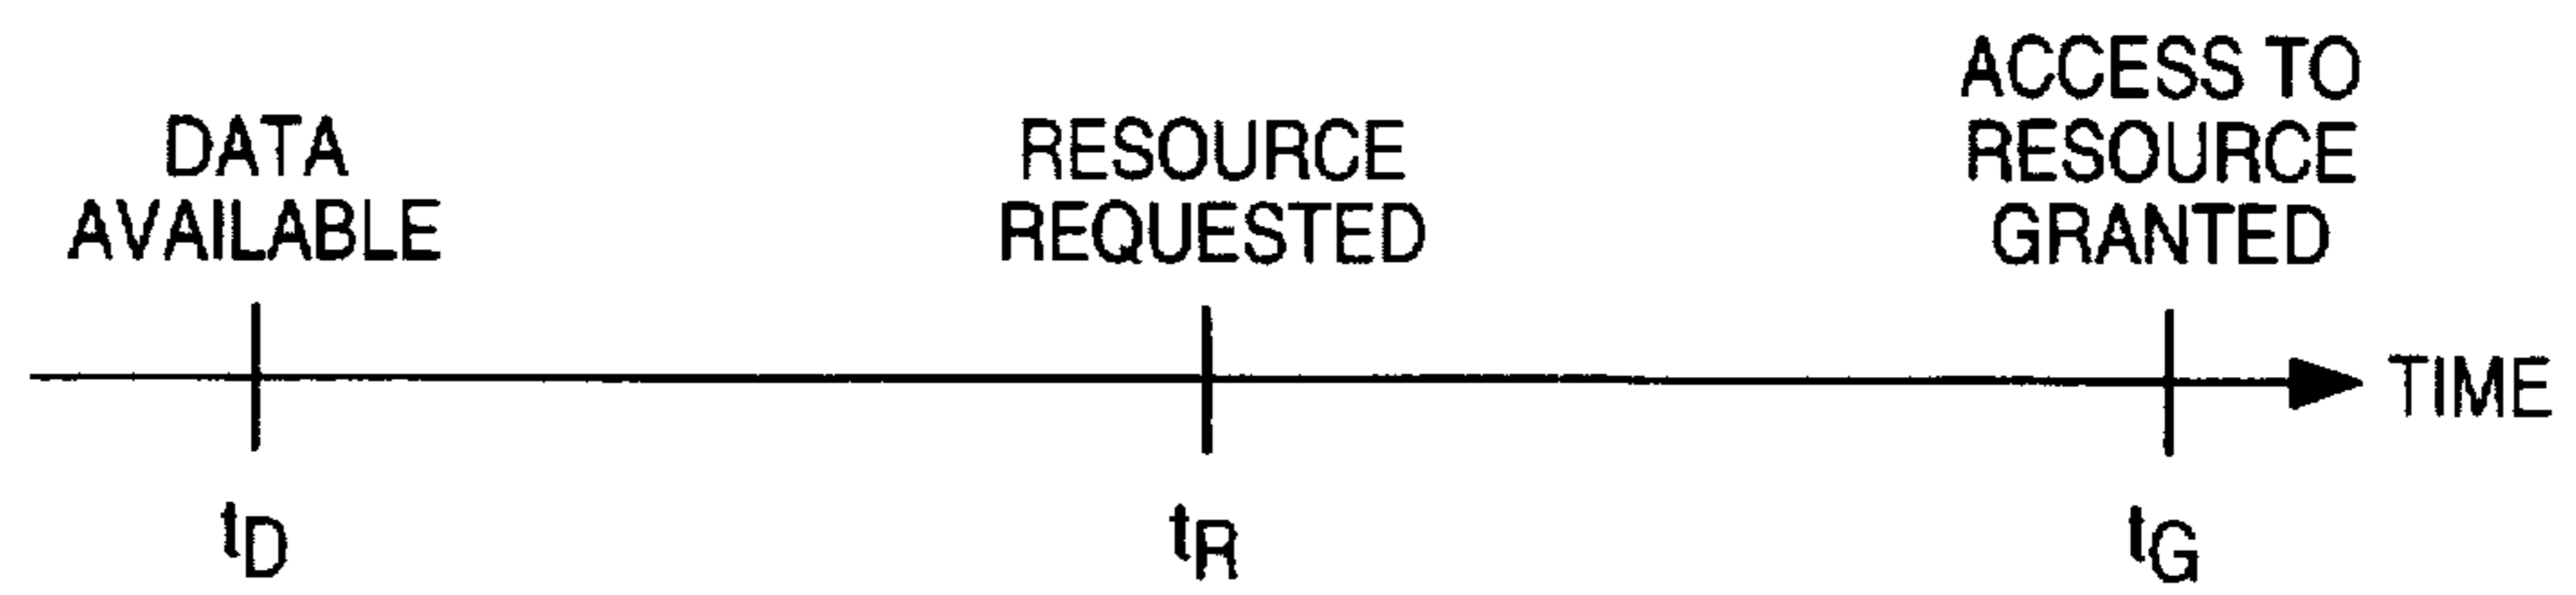 DATA
AVAILABLE
RESOURCE
REQUESTED
ACCESS TO
RESOURCE
GRANTED
TIME
tD
tR
tG